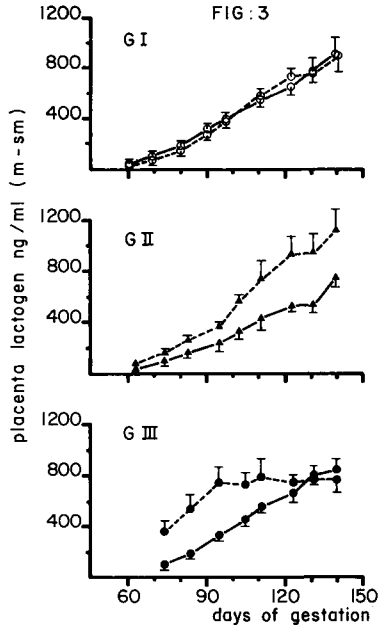 FIG:3
G I
1200
800
400
G II
1200
800
400
G III
1200
800
400
placenta lactogen ng/ml (m-sm)
60 90 120 150
days of gestation